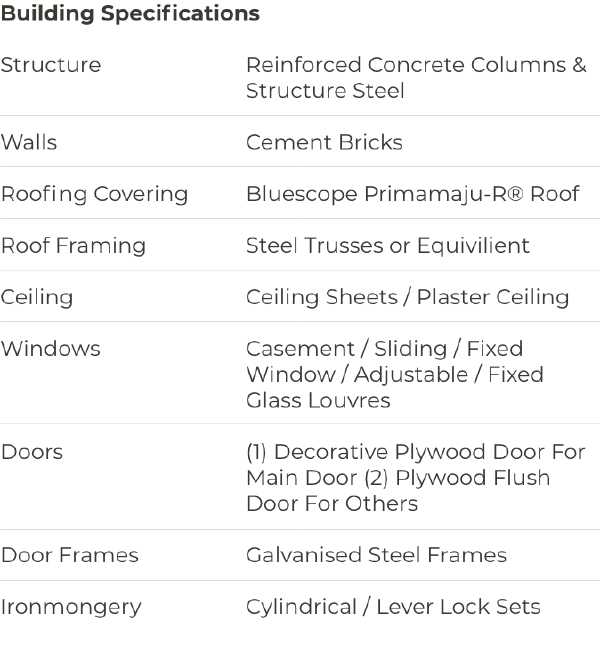 Building Specifications
Structure
Reinforced Concrete Columns &
Structure Steel
Walls
Cement Bricks
Roofing Covering
Bluescope Primamaju-R® Roof
Roof Framing
Steel Trusses or Equivilient
Ceiling
Ceiling Sheets / Plaster Ceiling
Windows
Casement / Sliding / Fixed
Window / Adjustable / Fixed
Glass Louvres
Doors
(1) Decorative Plywood Door For
Main Door (2) Plywood Flush
Door For Others
Door Frames
Galvanised Steel Frames
Ironmongery
Cylindrical / Lever Lock Sets